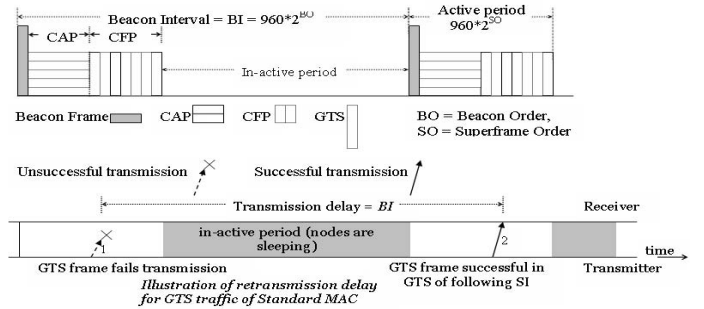 Beacon Interval = BI = 960*2^BO
Active period
960*2^SO
CAP
CFP
In-active period
Beacon Frame
CAP
CFP
GTS
BO = Beacon Order,
SO = Superframe Order
Unsuccessful transmission
Successful transmission
Transmission delay = BI
Receiver
in-active period (nodes are
sleeping)
1
2
time
GTS frame fails transmission
GTS frame successful in
GTS of following SI
Transmitter
Illustration of retransmission delay
for GTS traffic of Standard MAC